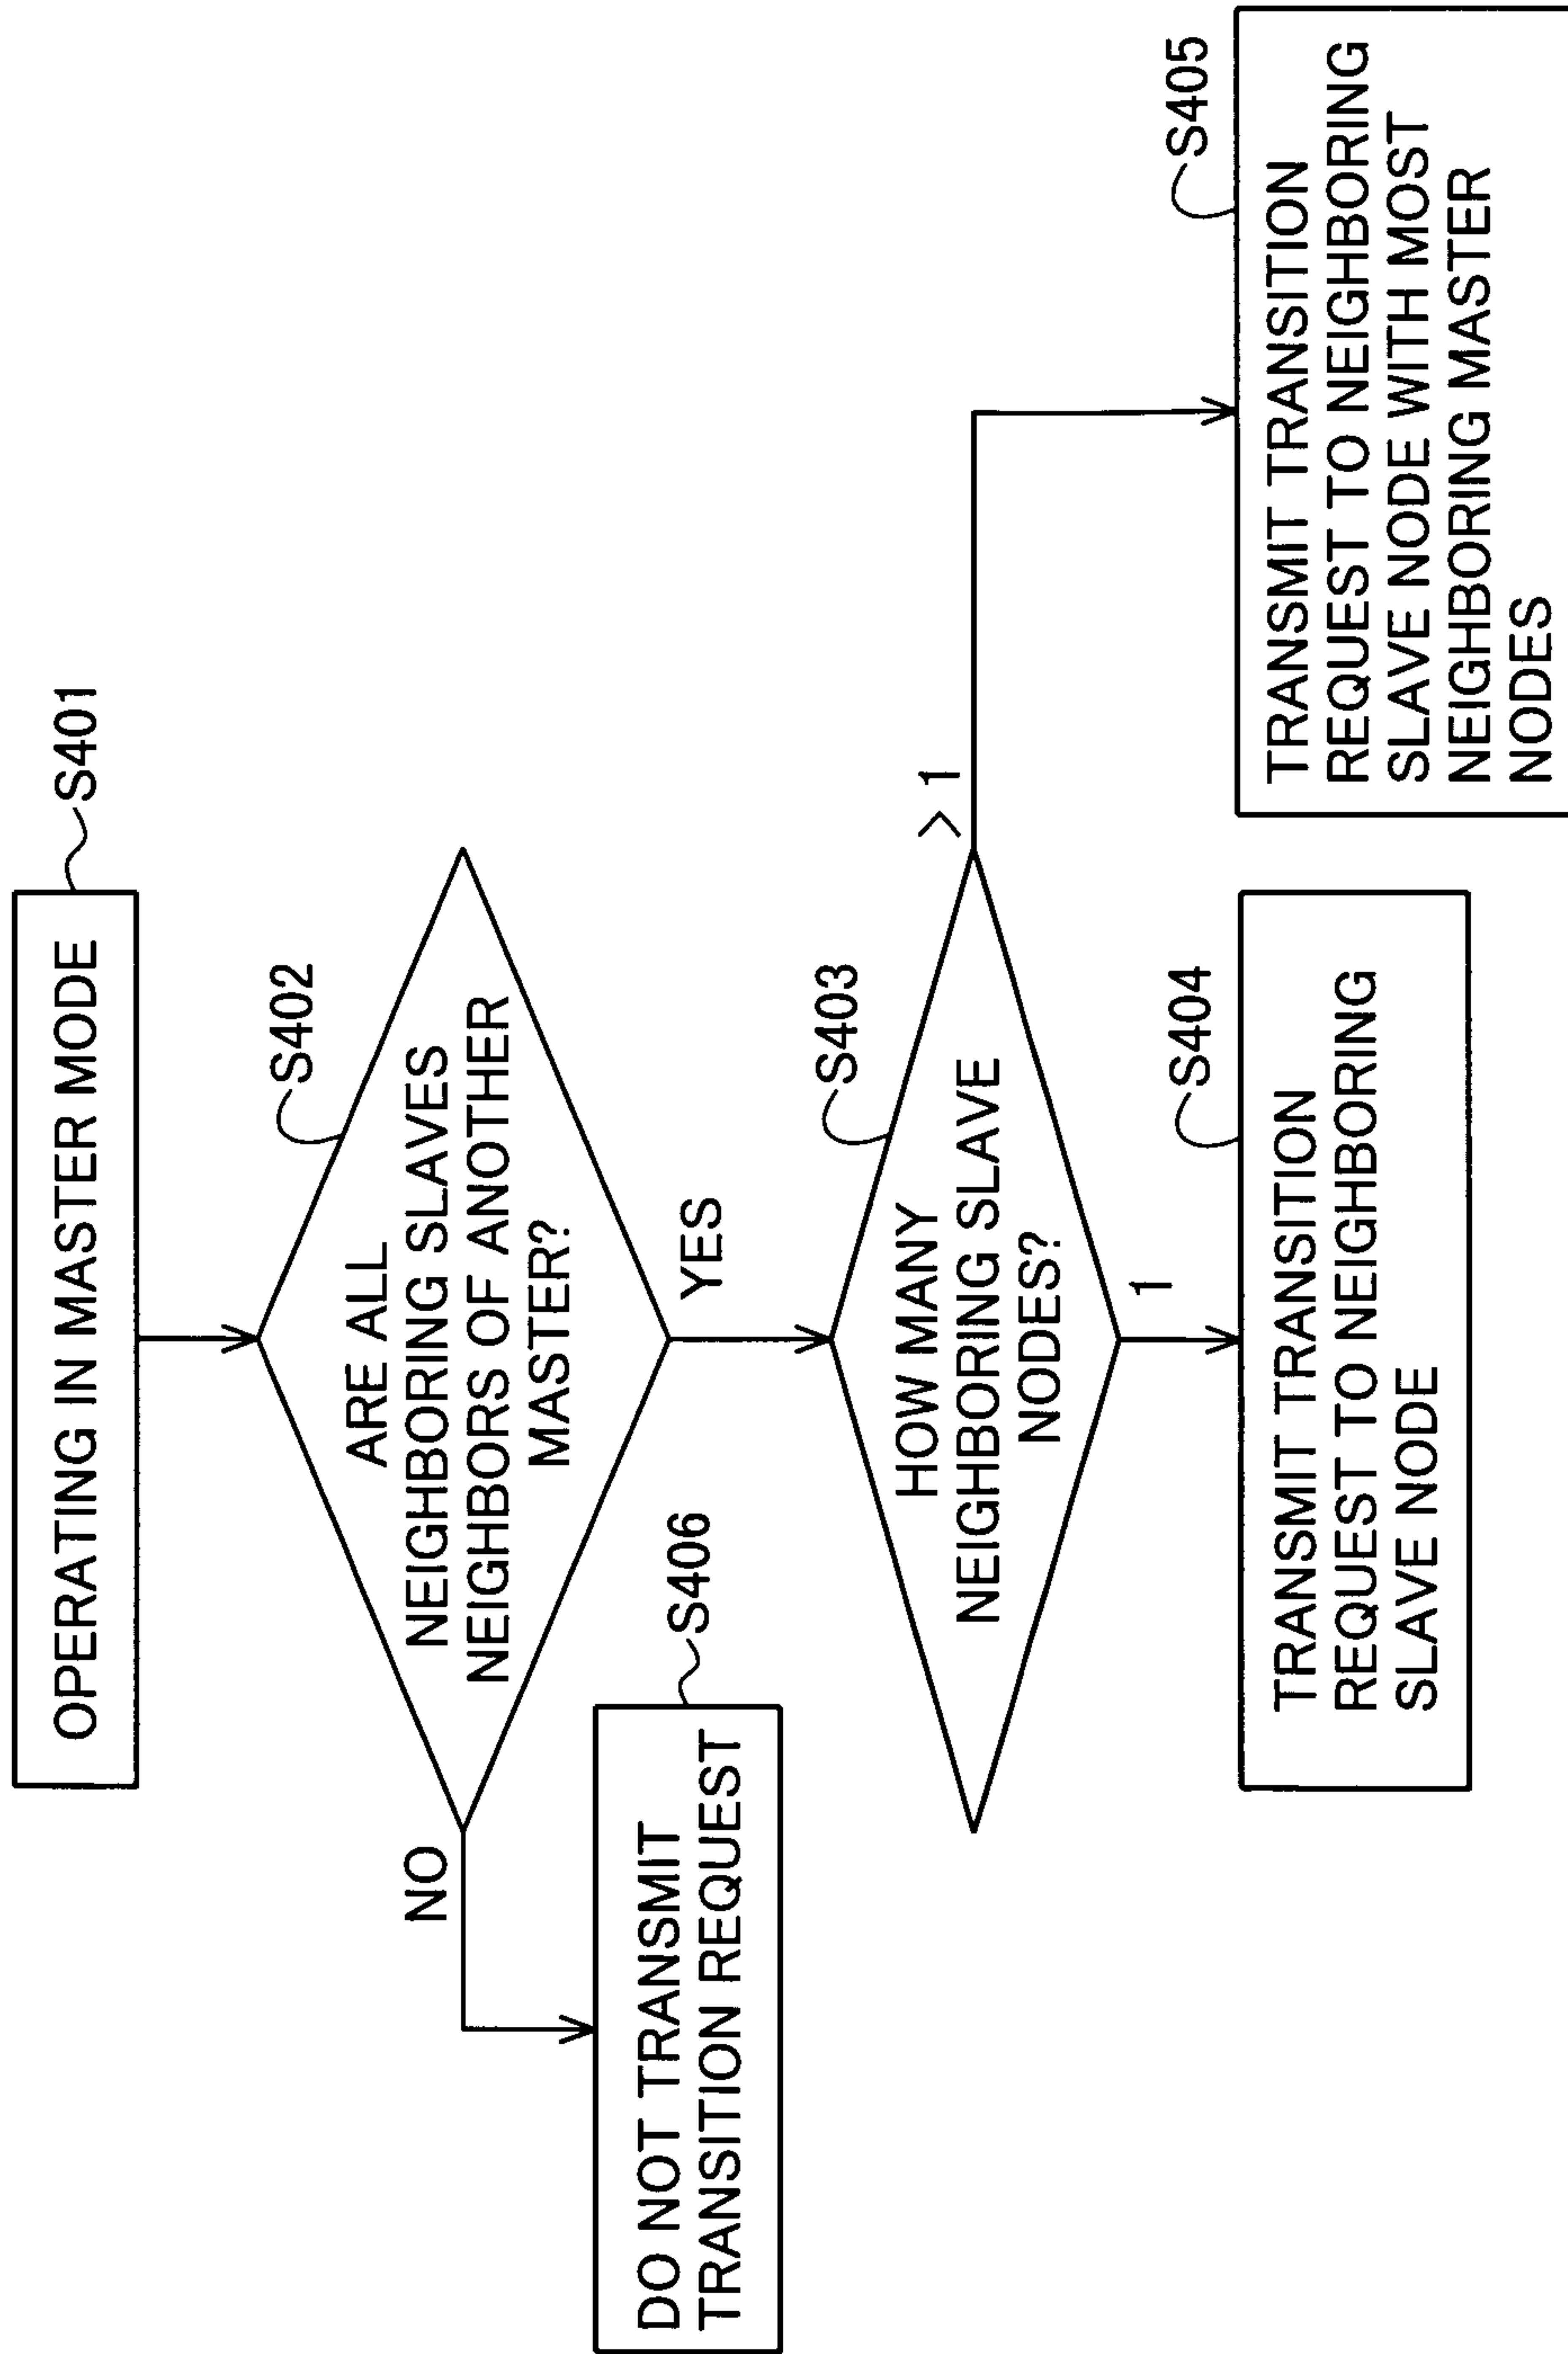 OPERATING IN MASTER MODE
S401
ARE ALL
NEIGHBORING SLAVES
NEIGHBORS OF ANOTHER
MASTER?
S402
NO
YES
DO NOT TRANSMIT
TRANSITION REQUEST
S406
HOW MANY
NEIGHBORING SLAVE
NODES?
S403
> 1
1
TRANSMIT TRANSITION
REQUEST TO NEIGHBORING
SLAVE NODE
S404
TRANSMIT TRANSITION
REQUEST TO NEIGHBORING
SLAVE NODE WITH MOST
NEIGHBORING MASTER
NODES
S405